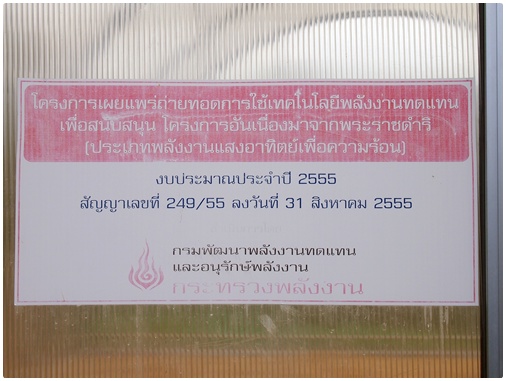 โครงการเผยแพร่ถ่ายทอดการใช้เทคโนโลยีพลังงานทดแทน
เพื่อสนับสนุน โครงการอันเนื่องมาจากพระราชดำริ
(ประเภทพลังงานแสงอาทิตย์เพื่อความร้อน)
งบประมาณประจำปี 2555
สัญญาเลขที่ 249/55 ลงวันที่ 31 สิงหาคม 2555
กรมพัฒนาพลังงานทดแทน
และอนุรักษ์พลังงาน
กระทรวงพลังงาน